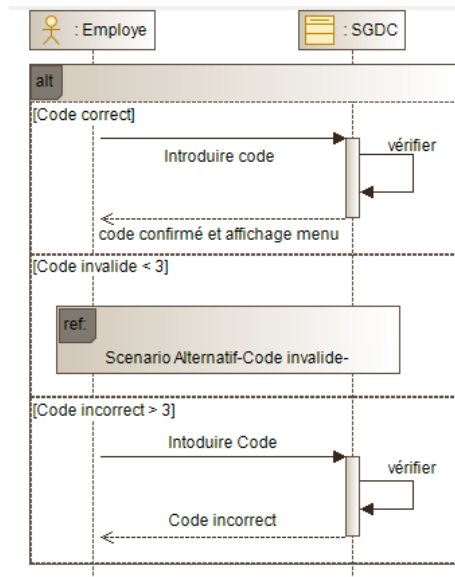 : Employe
: SGDC
alt
[Code correct]
Introduire code
vérifier
code confirmé et affichage menu
[Code invalide < 3]
ref:
Scenario Alternatif-Code invalide-
[Code incorrect > 3]
Intoduire Code
vérifier
Code incorrect